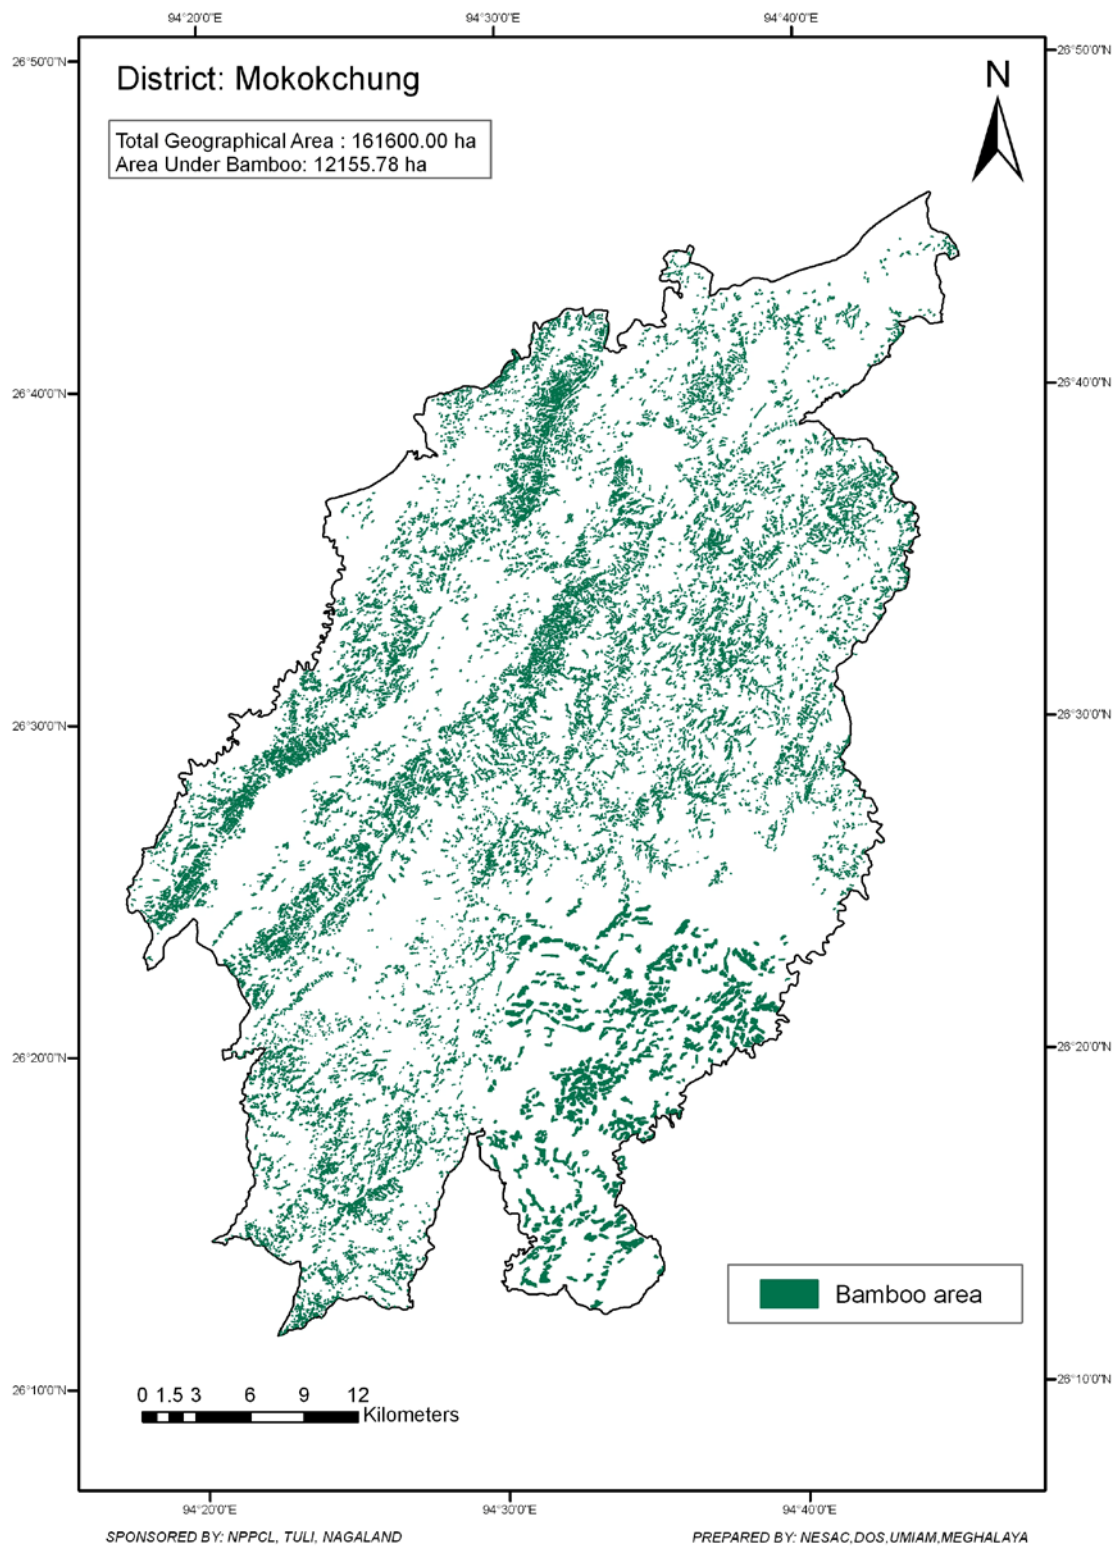 94°20'0"E 94°30'0"E 94°40'0"E
26°50'0"N 26°50'0"N
District: Mokokchung
N
Total Geographical Area : 161600.00 ha
Area Under Bamboo: 12155.78 ha
26°40'0"N 26°40'0"N
26°30'0"N 26°30'0"N
26°20'0"N 26°20'0"N
Bamboo area
26°10'0"N 26°10'0"N
0 1.5 3 6 9 12
Kilometers
94°20'0"E 94°30'0"E 94°40'0"E
SPONSORED BY: NPPCL, TULI, NAGALAND PREPARED BY: NESAC,DOS,UMIAM,MEGHALAYA